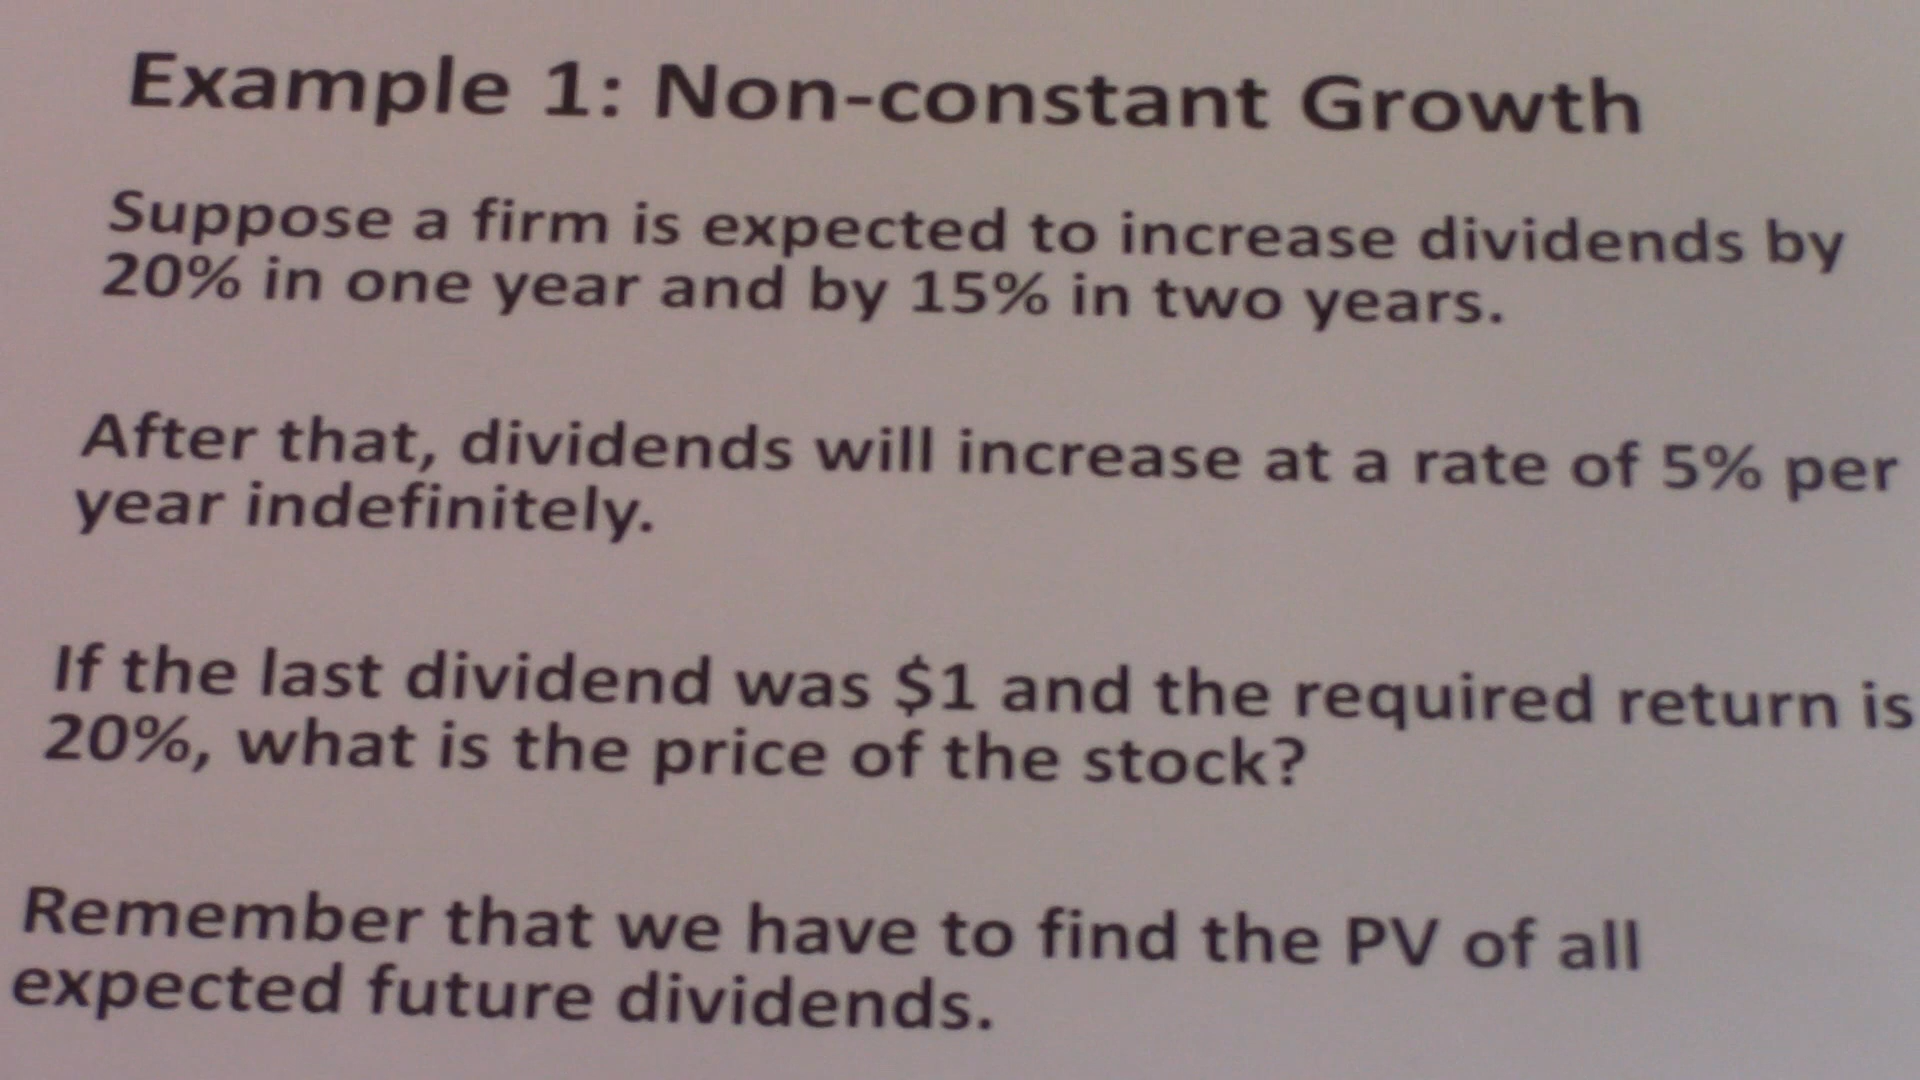 Example 1: Non-constant Growth
Suppose a firm is expected to increase dividends by
20% in one year and by 15% in two years.
After that, dividends will increase at a rate of 5% per
year indefinitely.
If the last dividend was $1 and the required return is
20%, what is the price of the stock?
Remember that we have to find the PV of all
expected future dividends.